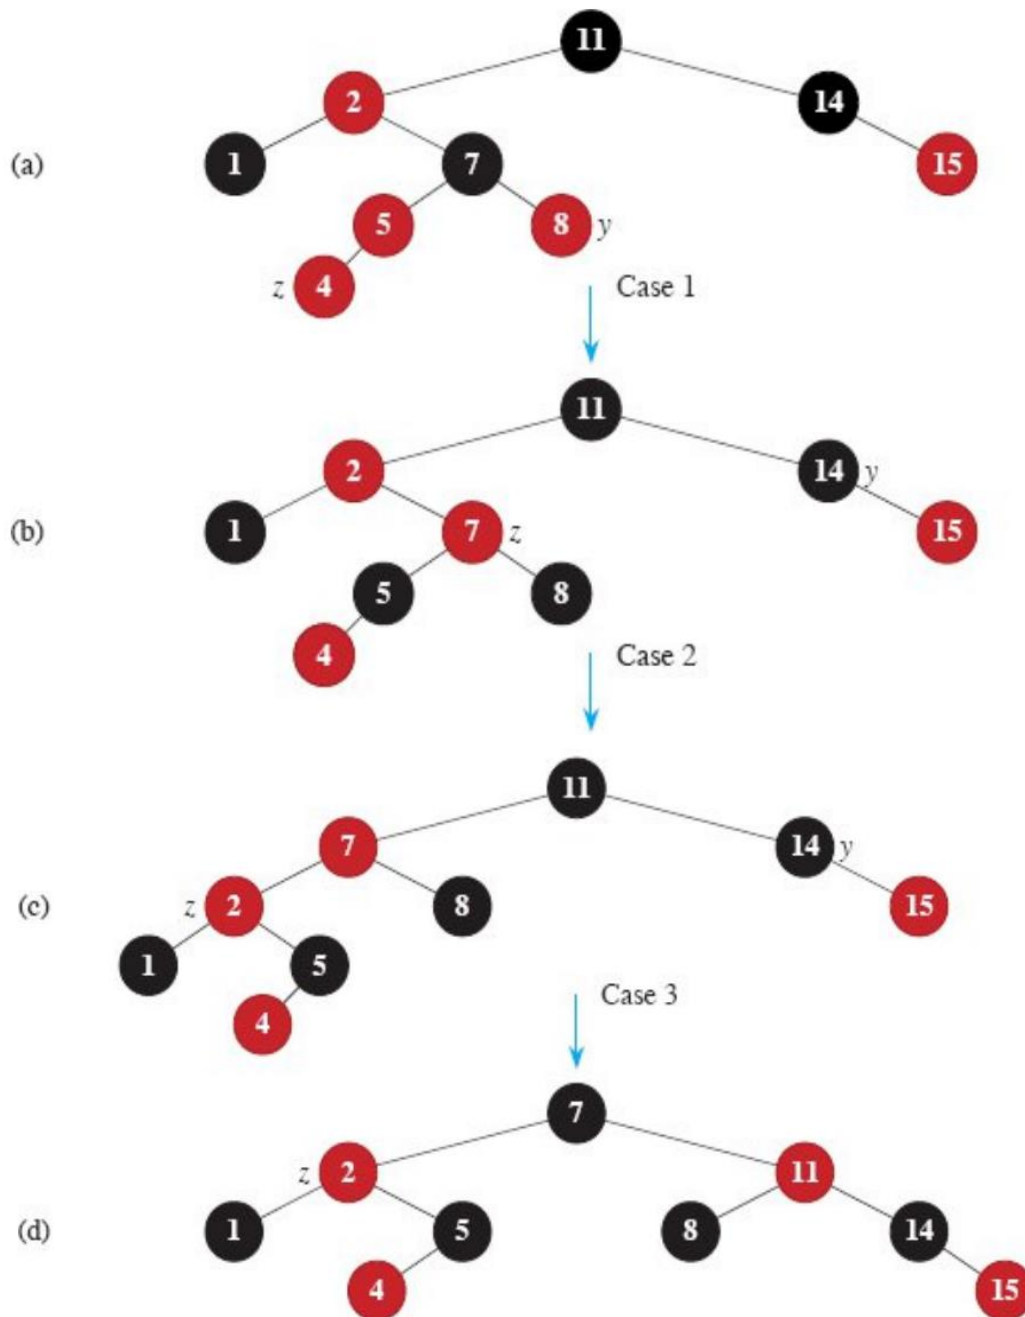 11
2 14
(a) 1 7 15
5 8 y
z 4 Case 1
11
2 14 y
(b) 1 7 z 15
5 8
4 Case 2
11
7 14 y
(c) z 2 8 15
1 5
4 Case 3
7
z 2 11
(d) 1 5 8 14
4 15